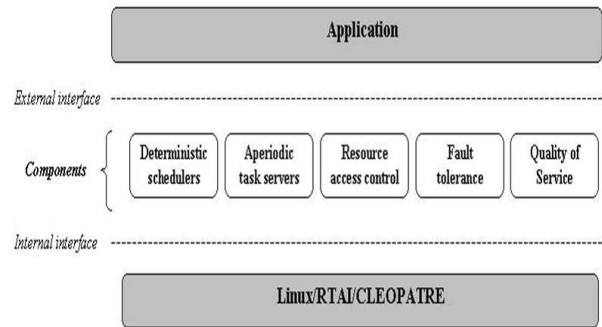 Application
External interface
Components
Deterministic
schedulers
Aperiodic
task servers
Resource
access control
Fault
tolerance
Quality of
Service
Internal interface
Linux/RTAI/CLEOPATRE